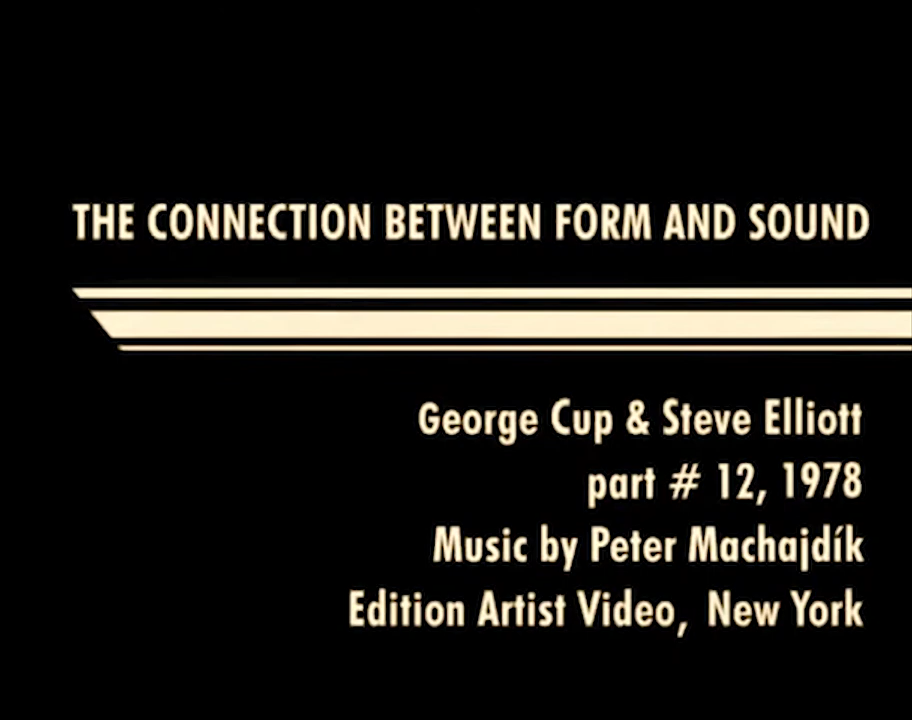 THE CONNECTION BETWEEN FORM AND SOUND
George Cup & Steve Elliott
part # 12, 1978
Music by Peter Machajdík
Edition Artist Video, New York